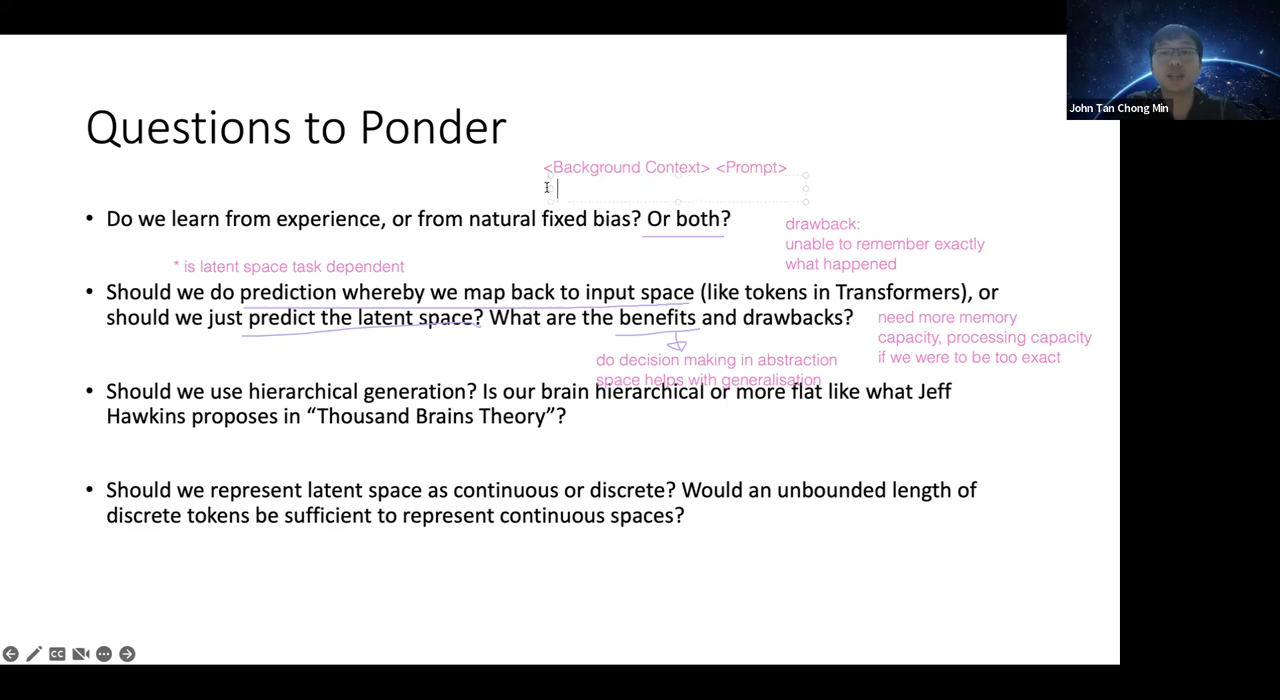 John Tan Chong Min
Questions to Ponder
<Background Context> <Prompt>
• Do we learn from experience, or from natural fixed bias? Or both?
drawback:
unable to remember exactly
what happened
* is latent space task dependent
• Should we do prediction whereby we map back to input space (like tokens in Transformers), or
should we just predict the latent space? What are the benefits and drawbacks?
need more memory
capacity, processing capacity
if we were to be too exact
do decision making in abstraction
space helps with generalisation
• Should we use hierarchical generation? Is our brain hierarchical or more flat like what Jeff
Hawkins proposes in “Thousand Brains Theory”?
• Should we represent latent space as continuous or discrete? Would an unbounded length of
discrete tokens be sufficient to represent continuous spaces?
CC